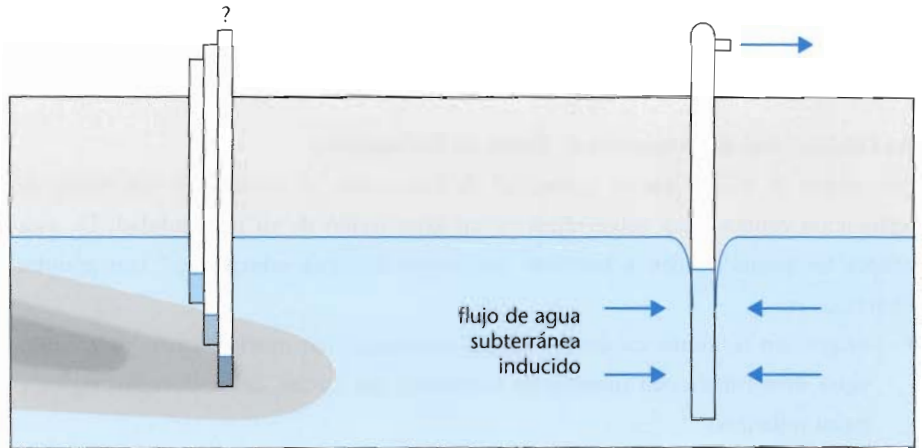 ?
flujo de agua
subterránea
inducido